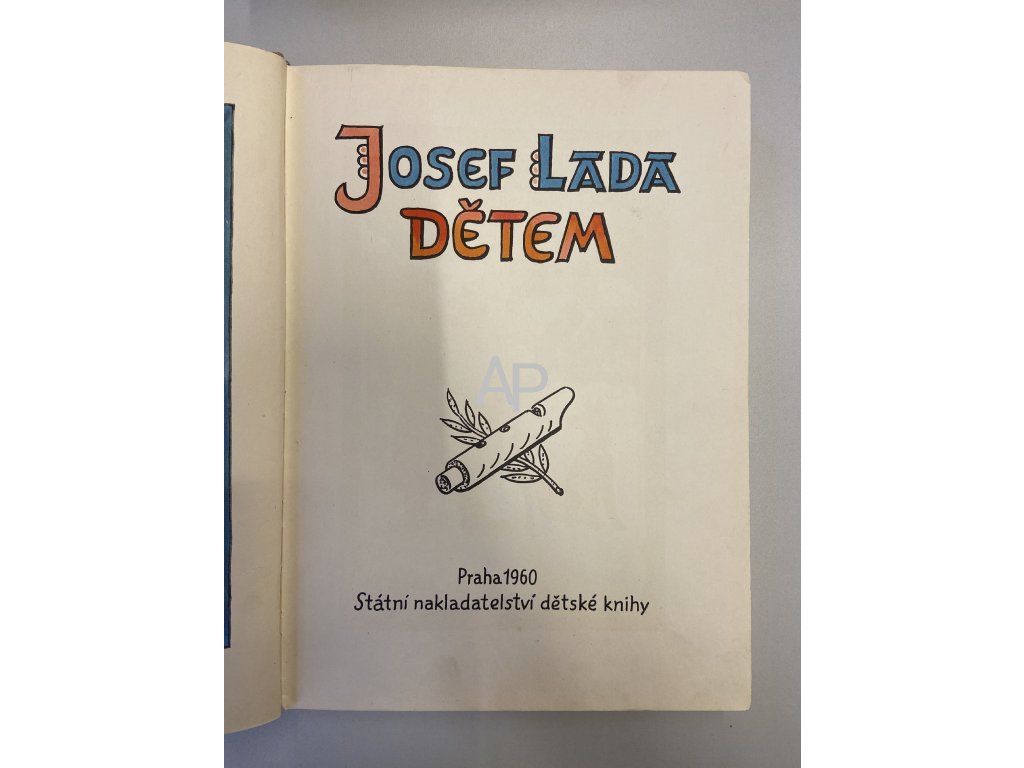 JOSEF LADA
DĚTEM
AP
Praha 1960
Státní nakladatelství dětské knihy